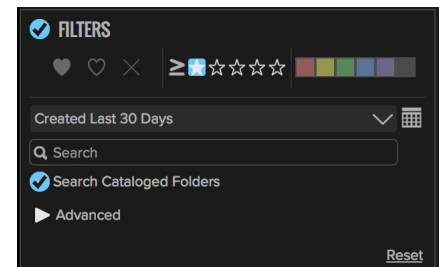 FILTERS
≥
Created Last 30 Days
Search
Search Cataloged Folders
Advanced
Reset